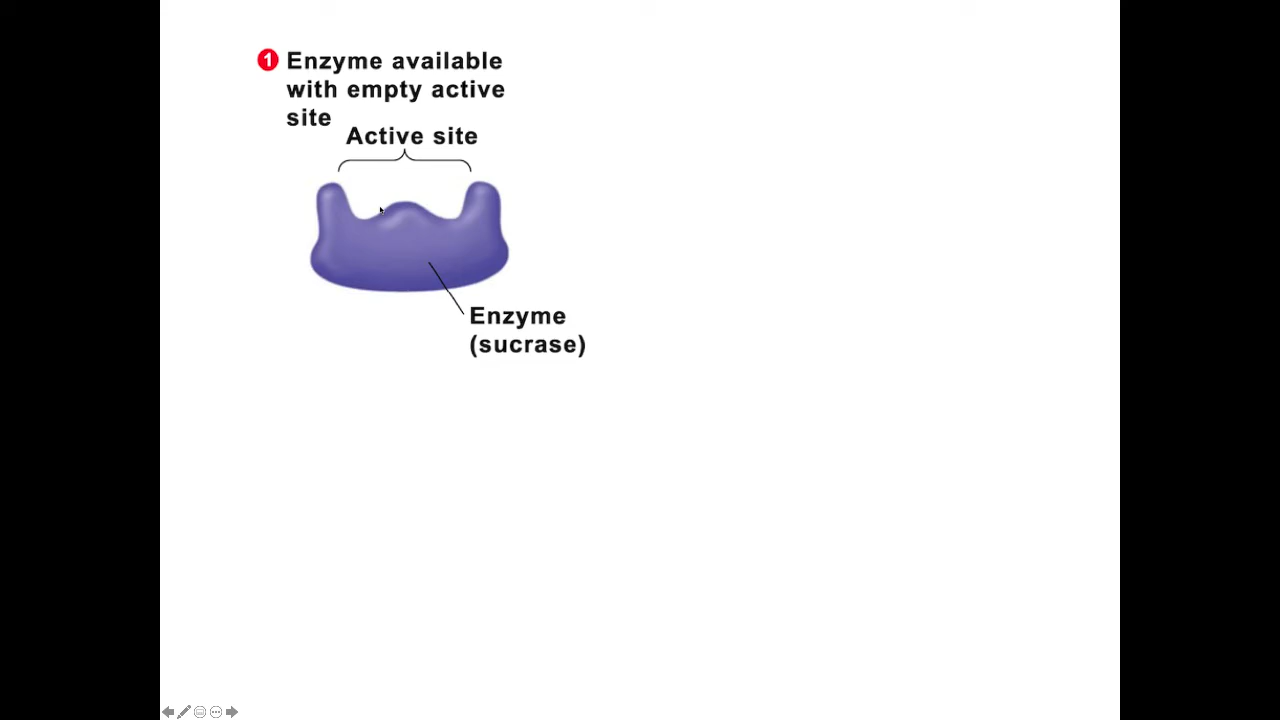 1 Enzyme available
with empty active
site
Active site
Enzyme
(sucrase)